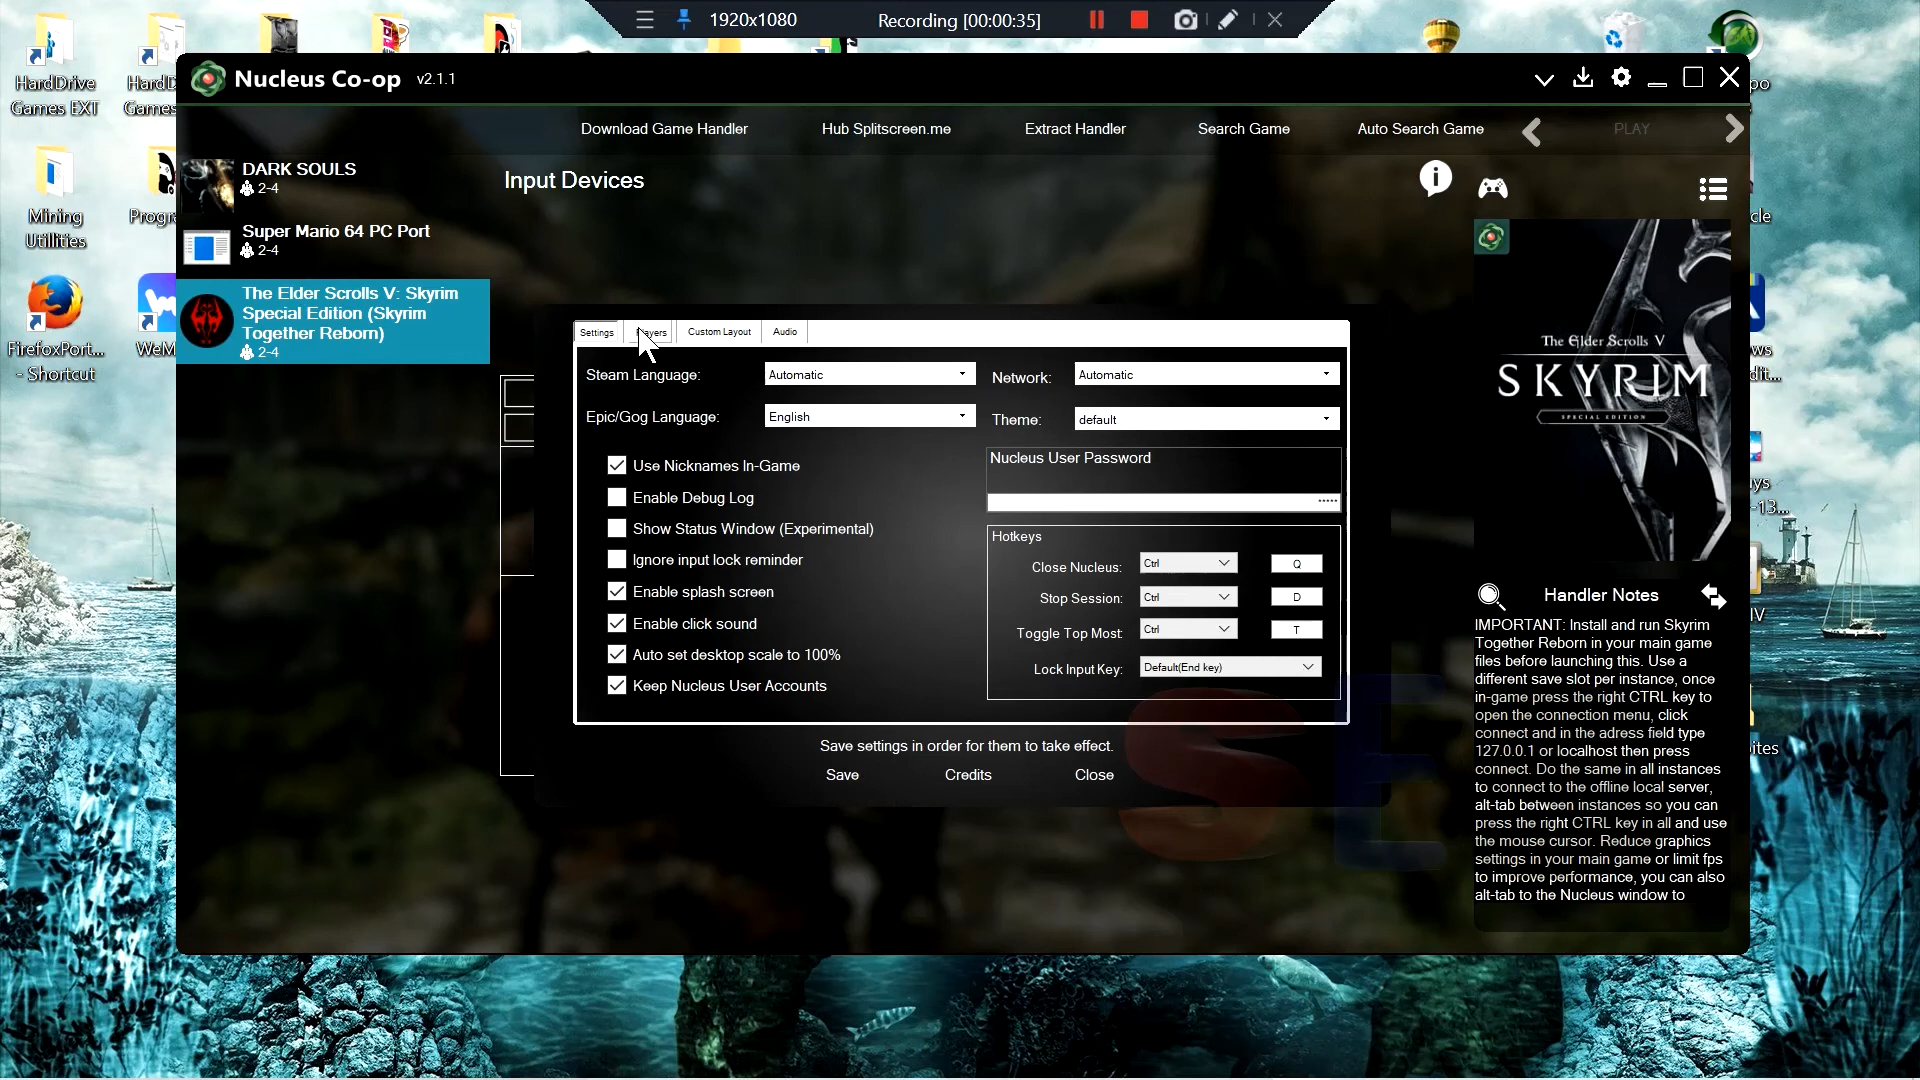 1920x1080
Recording [00:00:35]
HardDrive
Games EXT
Mining
Utillities
FirefoxPort...
- Shortcut
Nucleus Co-op v2.1.1
Download Game Handler
Hub Splitscreen.me
Extract Handler
Search Game
Auto Search Game
PLAY
DARK SOULS
2-4
Super Mario 64 PC Port
2-4
The Elder Scrolls V: Skyrim
Special Edition (Skyrim
Together Reborn)
2-4
Input Devices
Settings
Custom Layout
Audio
Steam Language:
Automatic
Epic/Gog Language:
English
Network:
Automatic
Theme:
default
Use Nicknames In-Game
Enable Debug Log
Show Status Window (Experimental)
Ignore input lock reminder
Enable splash screen
Enable click sound
Auto set desktop scale to 100%
Keep Nucleus User Accounts
Nucleus User Password
Hotkeys
Close Nucleus: Ctrl Q
Stop Session: Ctrl D
Toggle Top Most: Ctrl T
Lock Input Key: Default(End key)
Save settings in order for them to take effect.
Save
Credits
Close
SE
The Elder Scrolls V
SKYRIM
SPECIAL EDITION
Handler Notes
IMPORTANT: Install and run Skyrim
Together Reborn in your main game
files before launching this. Use a
different save slot per instance, once
in-game press the right CTRL key to
open the connection menu, click
connect and in the adress field type
127.0.0.1 or localhost then press
connect. Do the same in all instances
to connect to the offline local server,
alt-tab between instances so you can
press the right CTRL key in all and use
the mouse cursor. Reduce graphics
settings in your main game or limit fps
to improve performance, you can also
alt-tab to the Nucleus window to